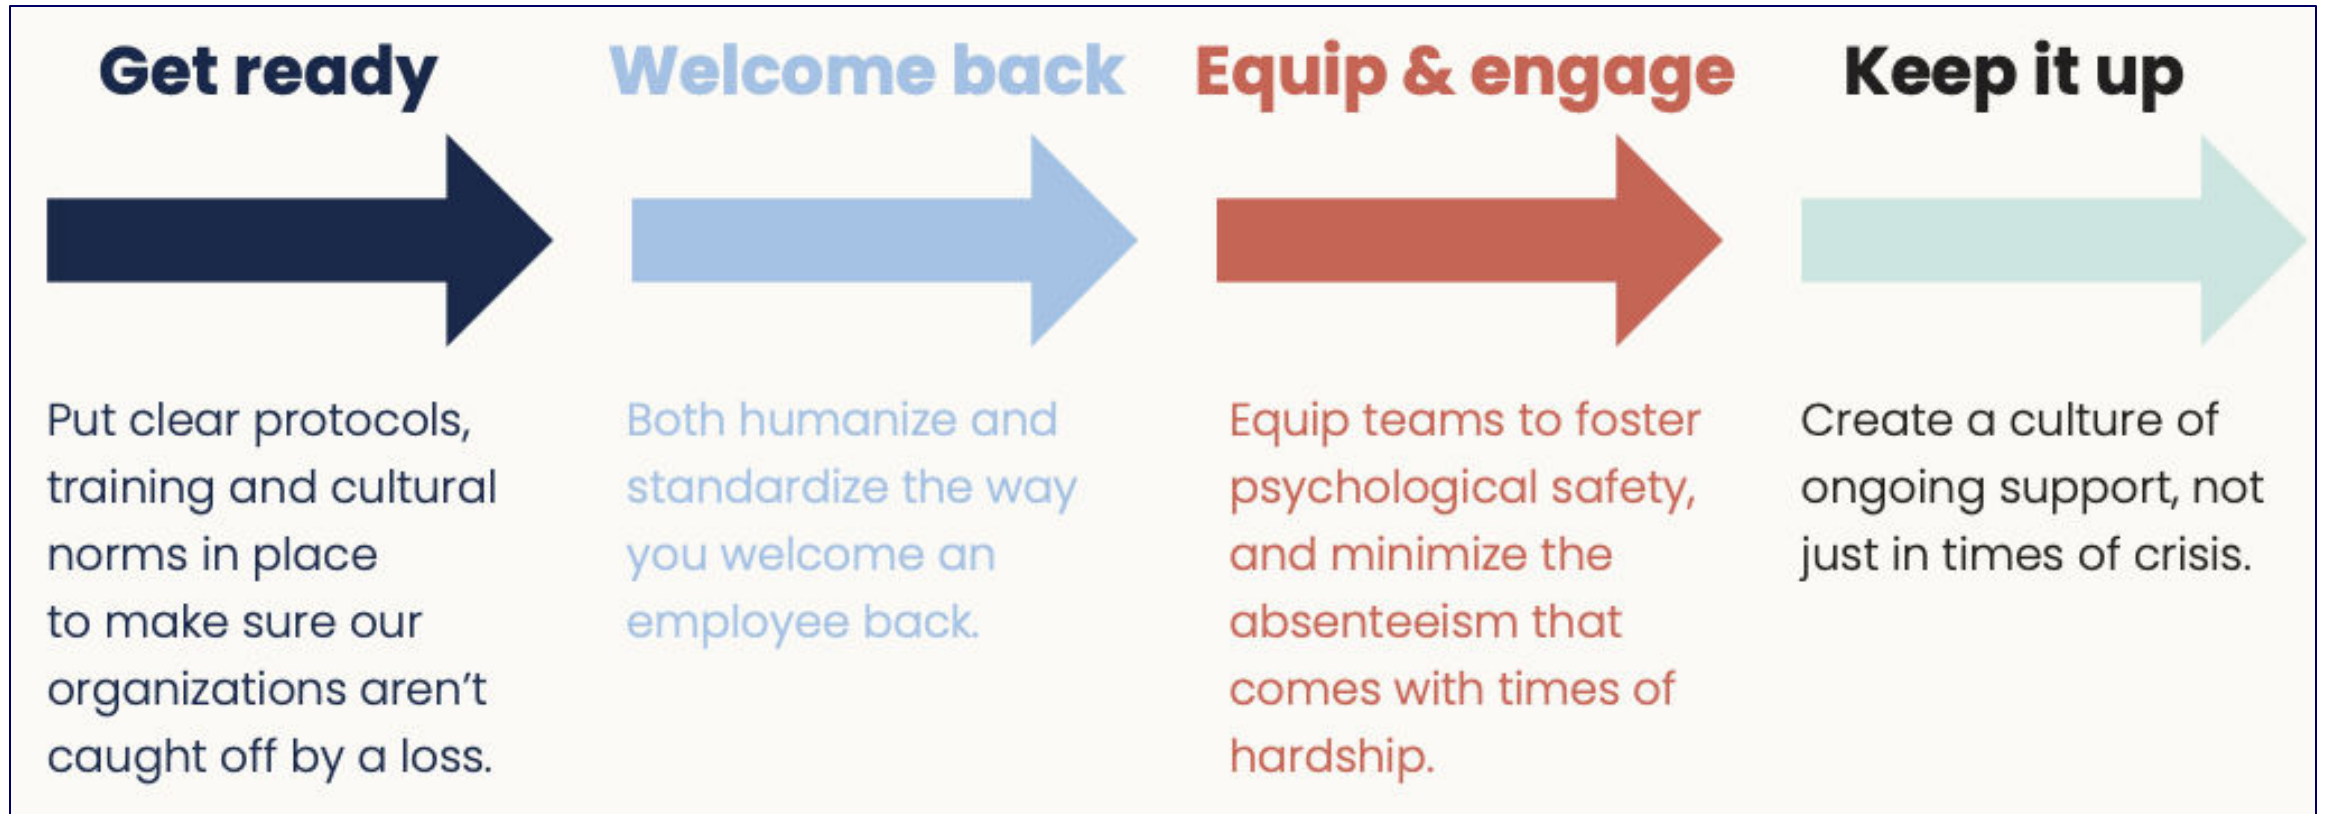 Get ready
Welcome back
Equip & engage
Keep it up
Put clear protocols,
training and cultural
norms in place
to make sure our
organizations aren’t
caught off by a loss.
Both humanize and
standardize the way
you welcome an
employee back.
Equip teams to foster
psychological safety,
and minimize the
absenteeism that
comes with times of
hardship.
Create a culture of
ongoing support, not
just in times of crisis.